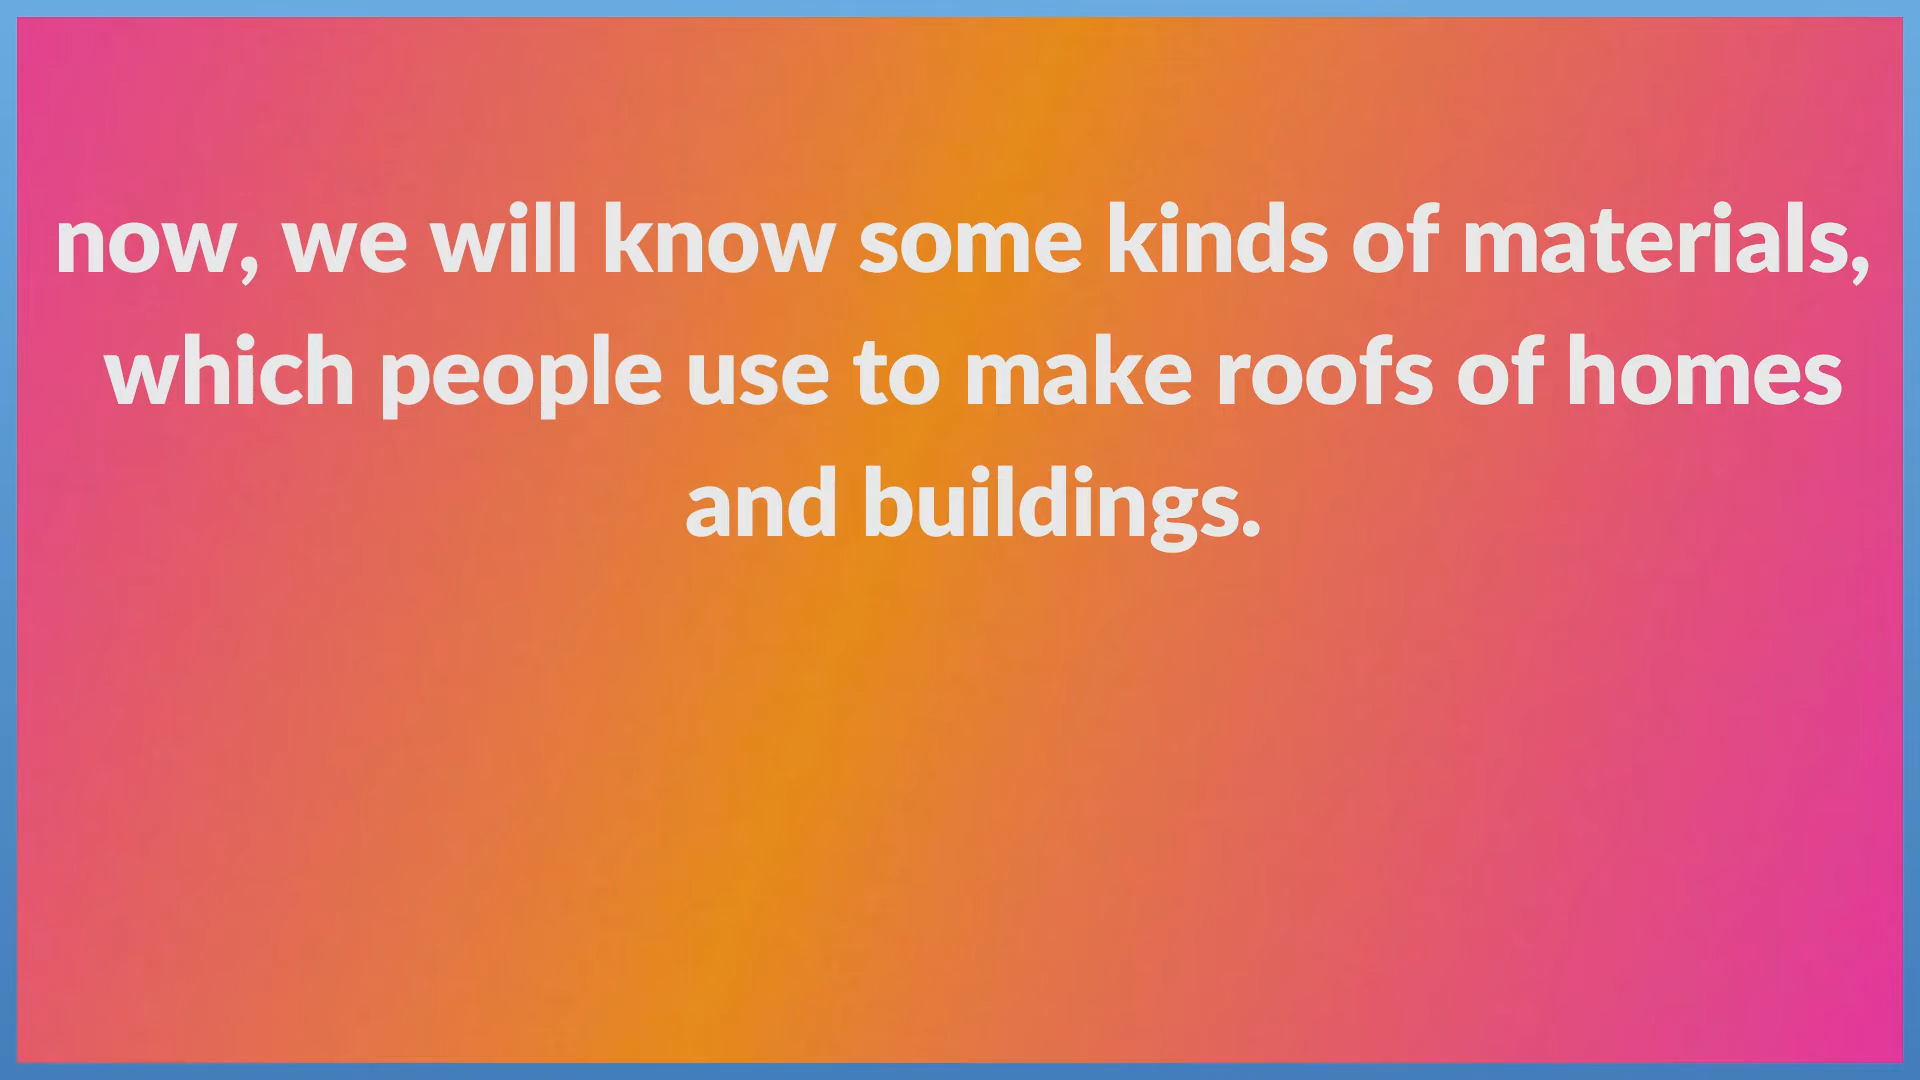 now, we will know some kinds of materials,
which people use to make roofs of homes
and buildings.